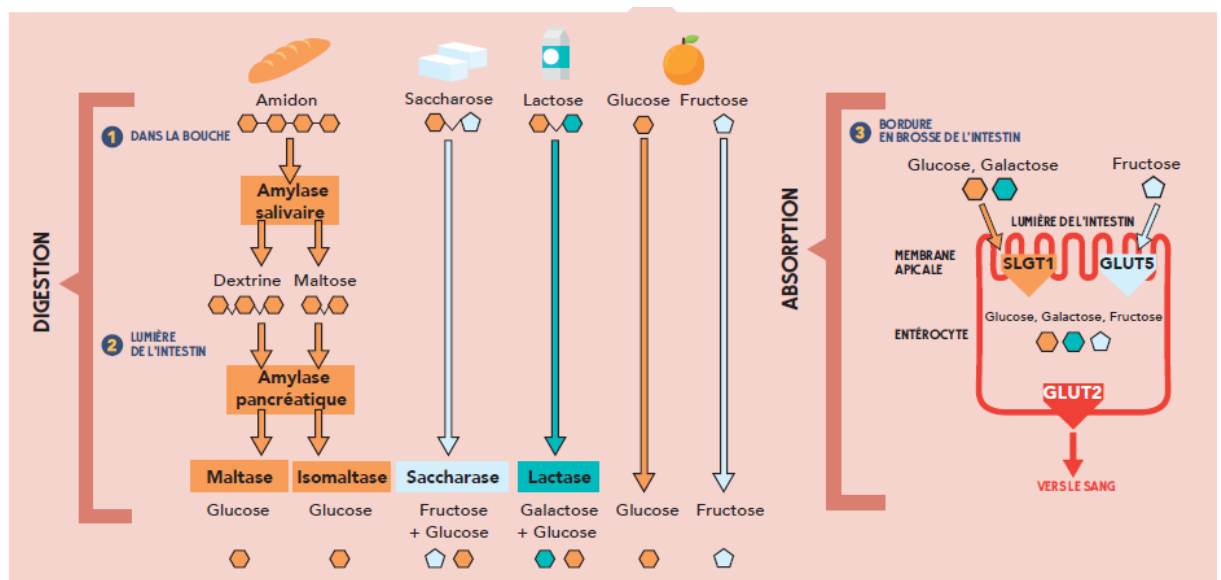 DIGESTION
1 DANS LA BOUCHE
2 LUMIÈRE
DE L'INTESTIN
Amidon
Saccharose
Lactose
Glucose
Fructose
Amylase
salivaire
Dextrine
Maltose
Amylase
pancréatique
Maltase
Isomaltase
Saccharase
Lactase
Glucose
Glucose
Fructose
+ Glucose
Galactose
+ Glucose
Glucose
Fructose
ABSORPTION
3 BORDURE
EN BROSSE DE L'INTESTIN
Glucose, Galactose
Fructose
LUMIÈRE DE L'INTESTIN
MEMBRANE
APICALE
SLGT1
GLUT5
Glucose, Galactose, Fructose
ENTÉROCYTE
GLUT2
VERS LE SANG